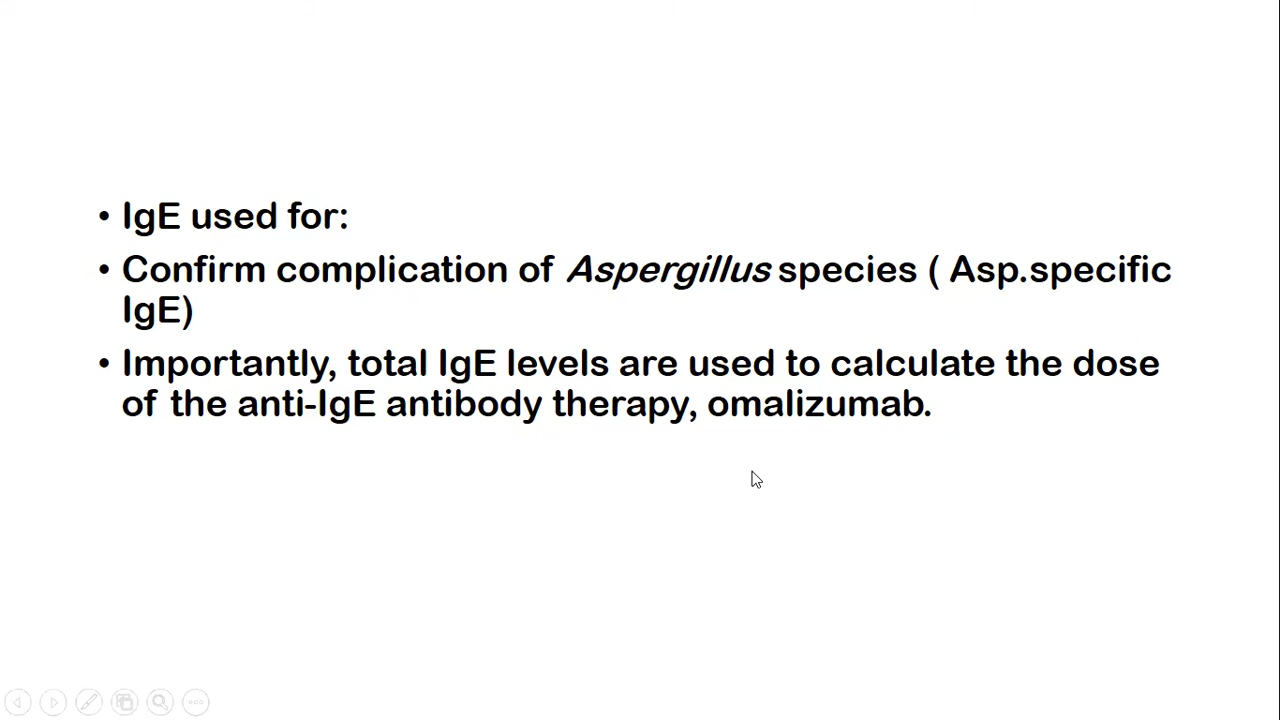 • IgE used for:
• Confirm complication of Aspergillus species ( Asp.specific
IgE)
• Importantly, total IgE levels are used to calculate the dose
of the anti-IgE antibody therapy, omalizumab.